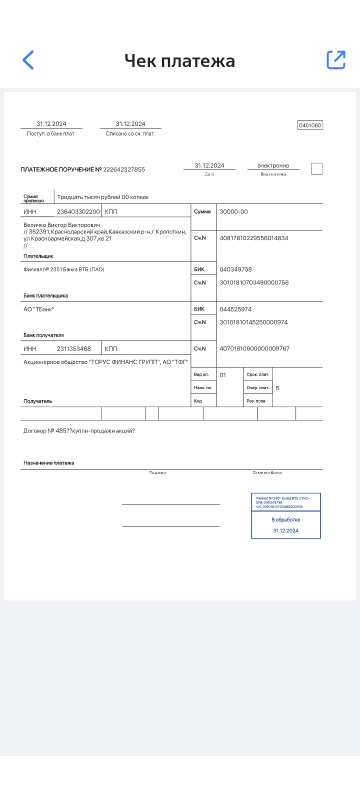 Чек платежа
31.12.2024 31.12.2024 0401060
Поступ. в банк плат. Списано со сч. плат.
ПЛАТЕЖНОЕ ПОРУЧЕНИЕ № 222642327855 31.12.2024 электронно
Дата Вид платежа
Сумма прописью Тридцать тысяч рублей 00 копеек
ИНН 236403302200 КПП Сумма 30000-00
Величко Виктор Викторович
// 352391, Краснодарский край, Кавказский р-н, г Кропоткин,
ул Красноармейская, д 307, кв 21
//
Сч.N 40817810229556014834
Плательщик
Филиал № 2351 Банка ВТБ (ПАО) БИК 040349758
Сч.N 30101810703490000758
Банк плательщика
АО "ТБанк" БИК 044525974
Сч.N 30101810145250000974
Банк получателя
ИНН 2311353468 КПП Сч.N 40701810600000009767
Акционерное общество "ТОРУС ФИНАНС ГРУПП", АО "ТФГ"
Вид оп. 01 Срок. плат.
Назн. пл. Очер. плат. 5
Получатель Код Рез. поле
Договор № 485??купли-продажи акций?
Назначение платежа
Подписи Отметки банка
Филиал № 2351 Банка ВТБ (ПАО)
БИК 040349758
В обработке
31.12.2024